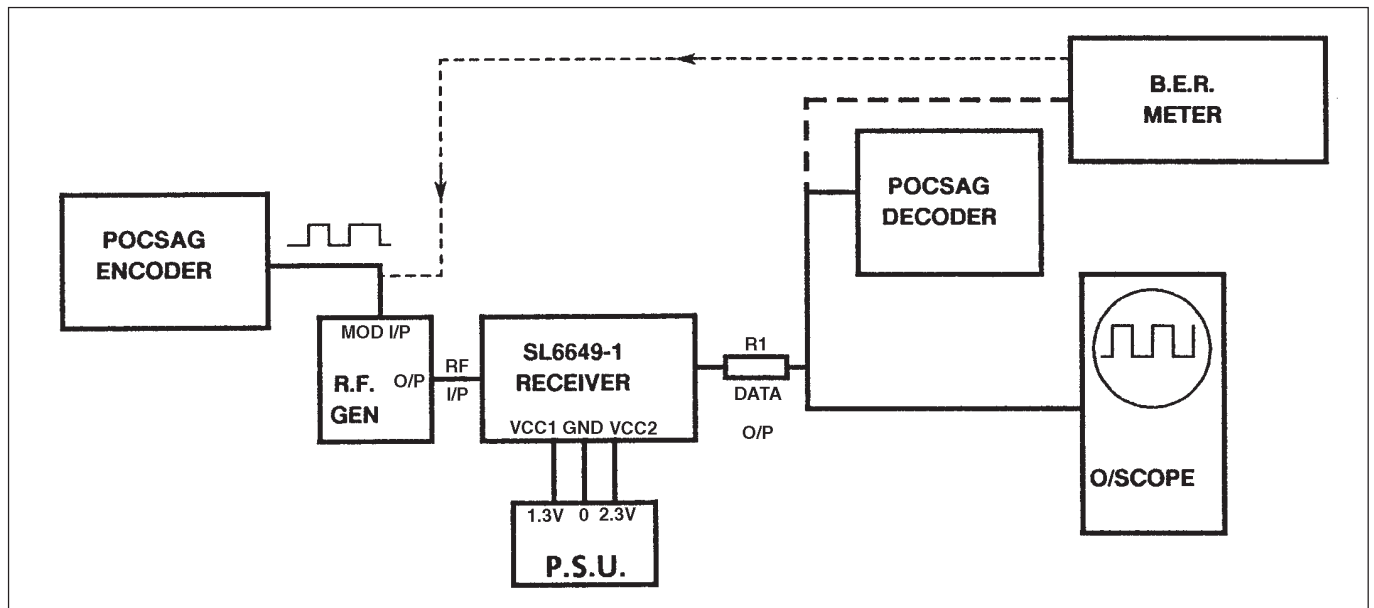 B.E.R.
METER
POCSAG
DECODER
POCSAG
ENCODER
MOD I/P
R.F.
GEN
O/P
RF
I/P
SL6649-1
RECEIVER
VCC1 GND VCC2
R1
DATA
O/P
O/SCOPE
1.3V 0 2.3V
P.S.U.